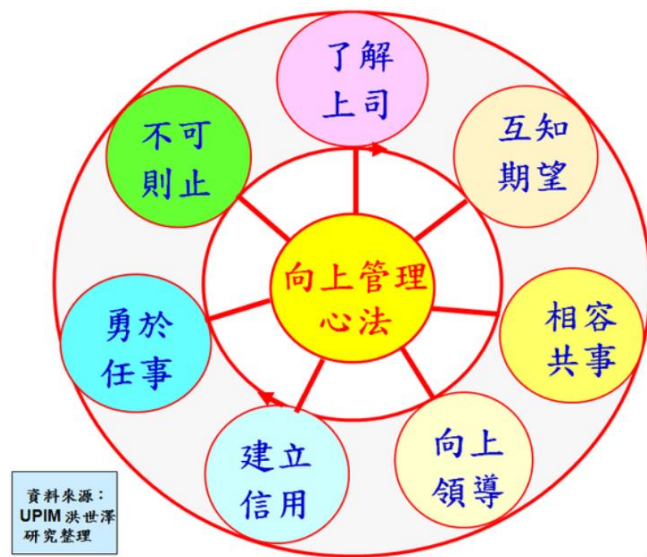 了解
上司
互知
期望
相容
共事
向上
領導
建立
信用
勇於
任事
不可
則止
向上管理
心法
資料來源：
UPIM 洪世澤
研究整理